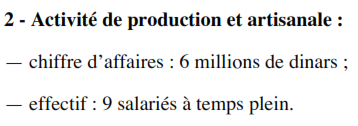 2 - Activité de production et artisanale :
— chiffre d’affaires : 6 millions de dinars ;
— effectif : 9 salariés à temps plein.